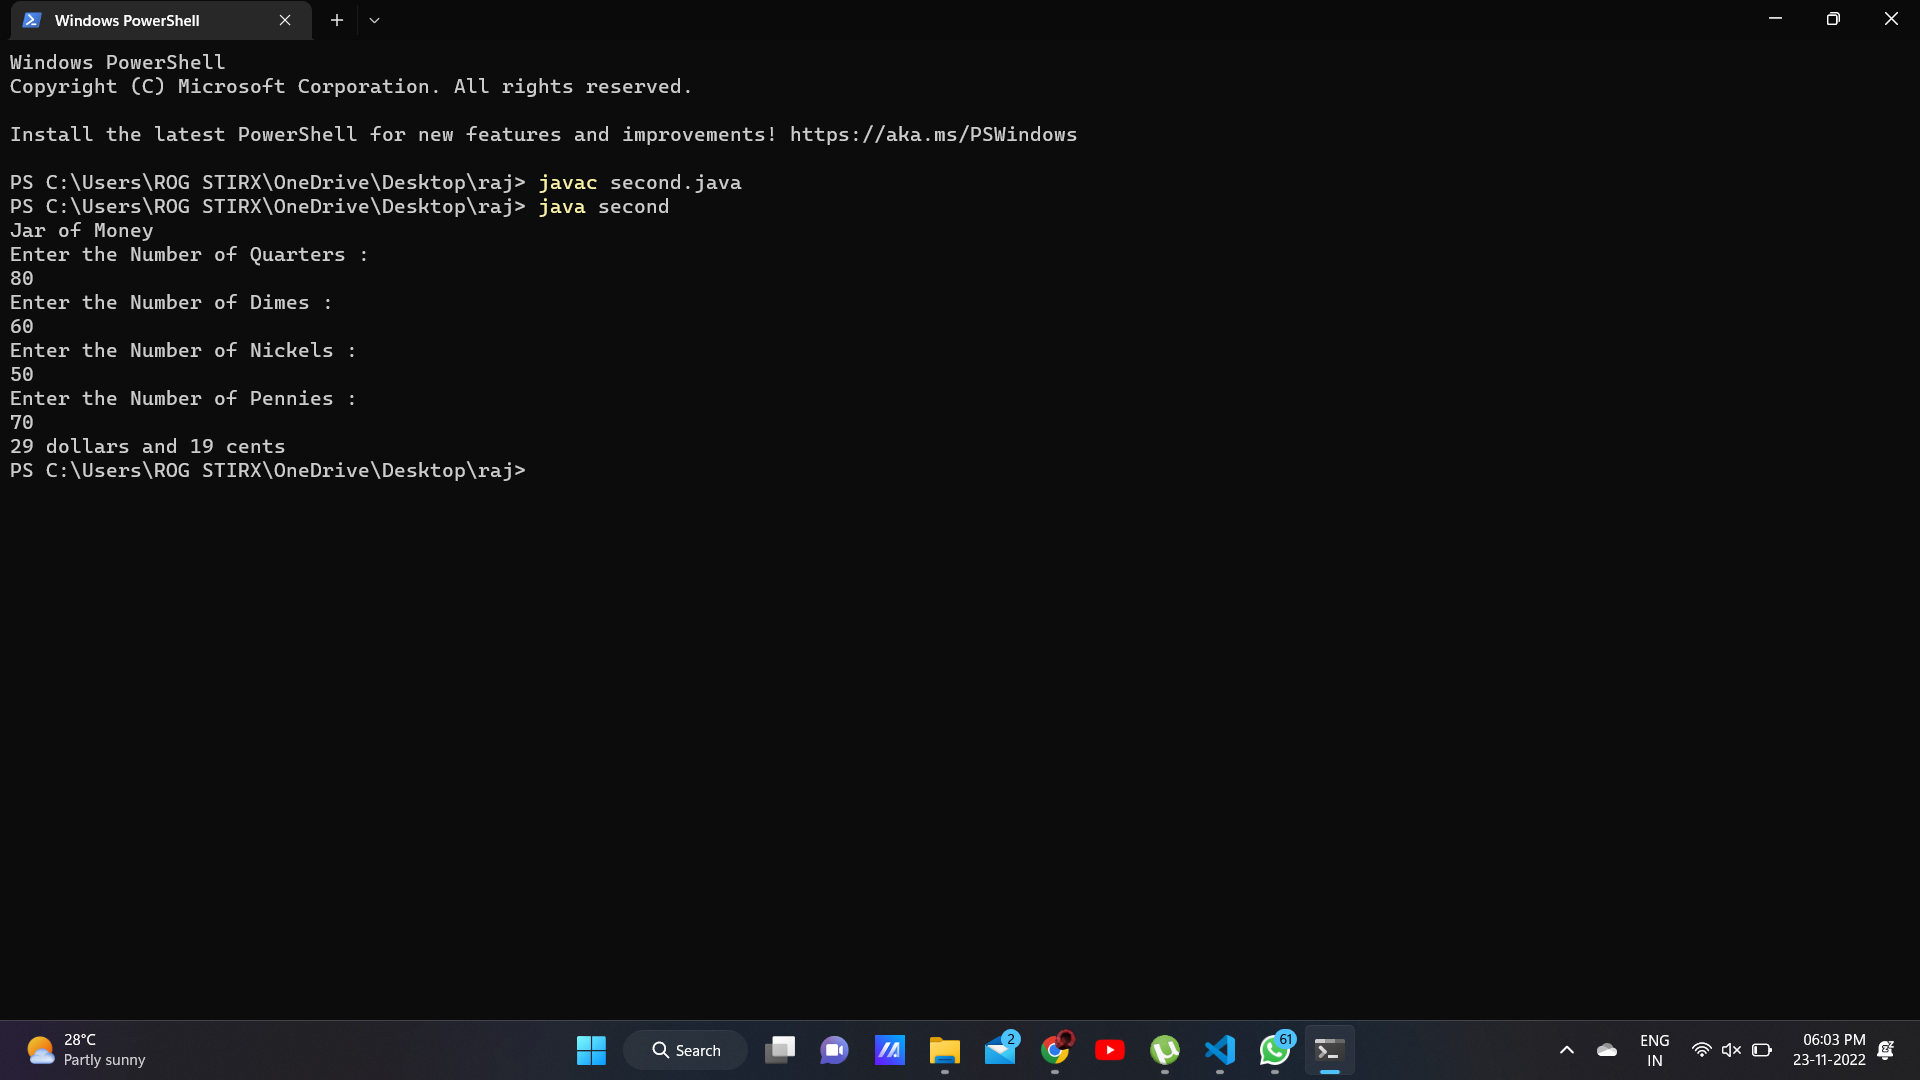 Windows PowerShell
Windows PowerShell
Copyright (C) Microsoft Corporation. All rights reserved.
Install the latest PowerShell for new features and improvements! https://aka.ms/PSWindows
PS C:\Users\ROG STIRX\OneDrive\Desktop\raj> javac second.java
PS C:\Users\ROG STIRX\OneDrive\Desktop\raj> java second
Jar of Money
Enter the Number of Quarters :
80
Enter the Number of Dimes :
60
Enter the Number of Nickels :
50
Enter the Number of Pennies :
70
29 dollars and 19 cents
PS C:\Users\ROG STIRX\OneDrive\Desktop\raj>
28°C
Partly sunny
Search
2
61
ENG
IN
06:03 PM
23-11-2022